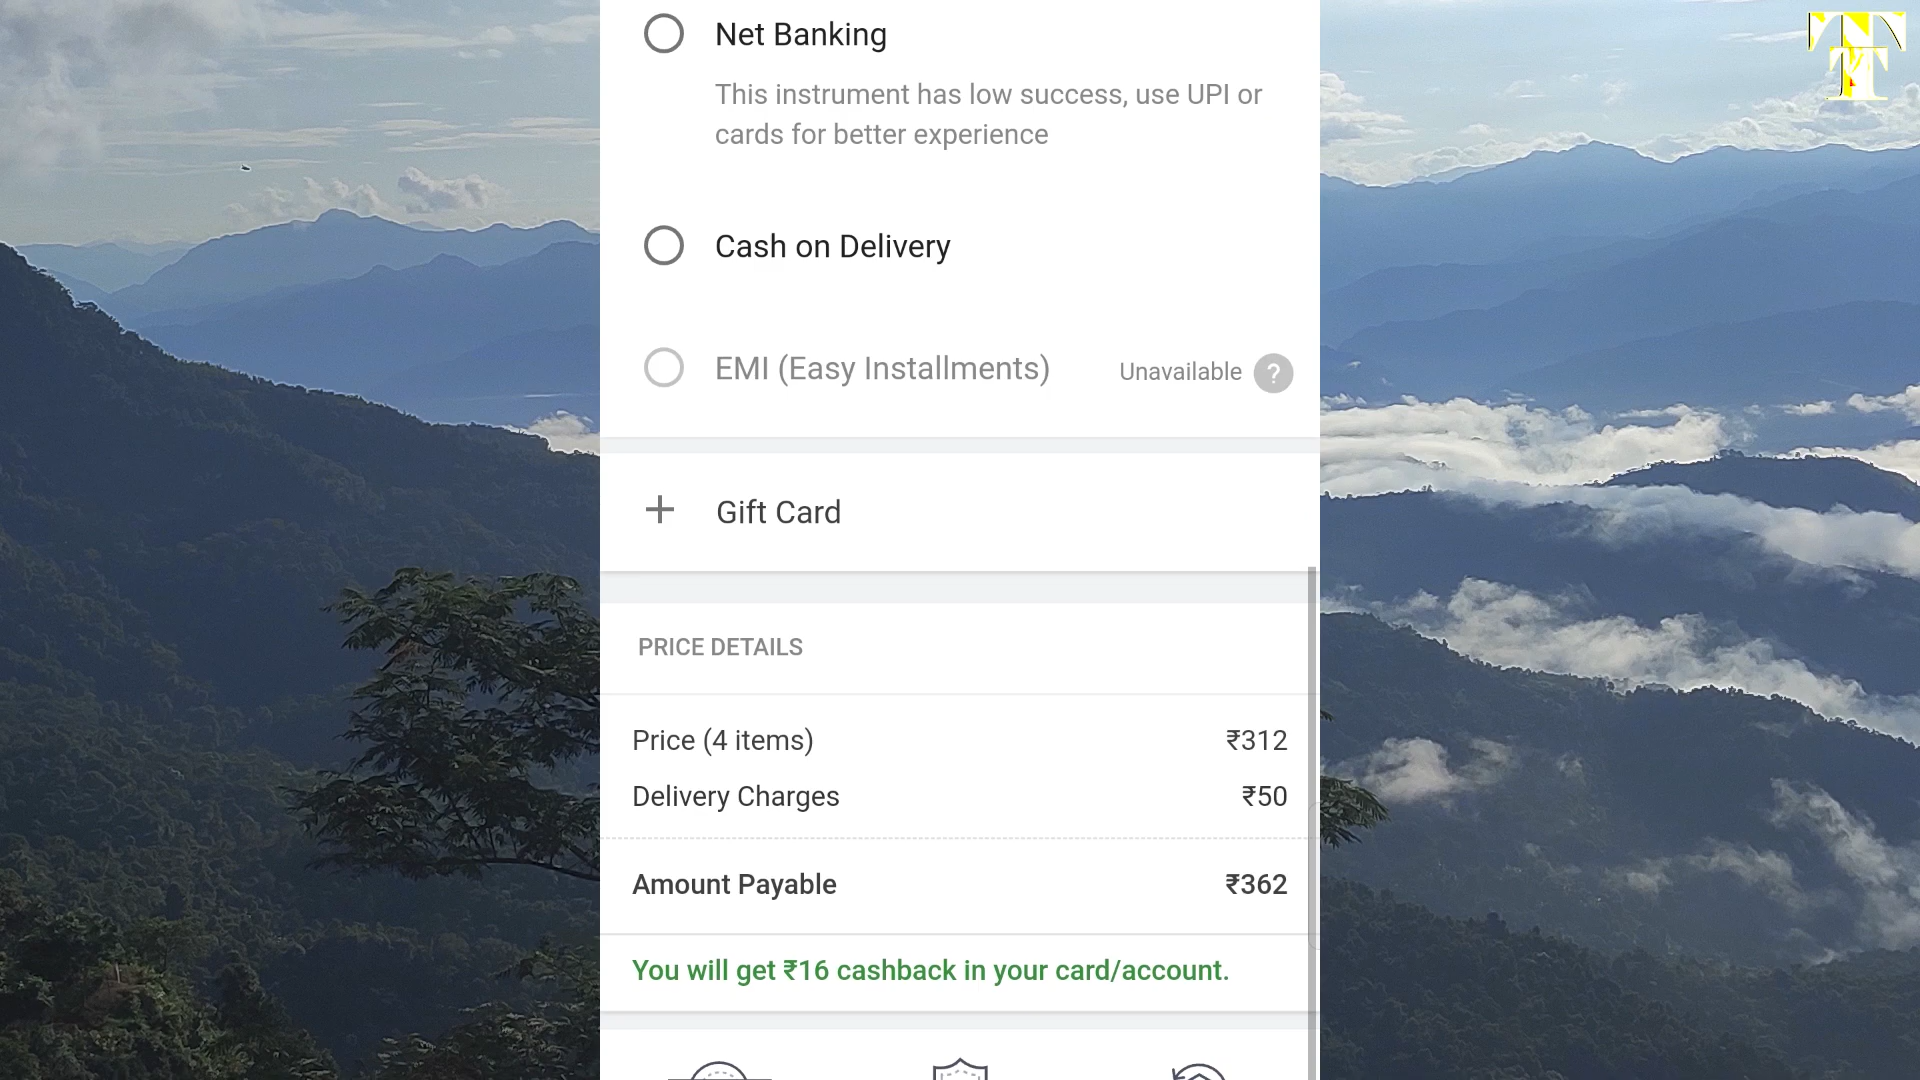 Net Banking
This instrument has low success, use UPI or
cards for better experience
Cash on Delivery
EMI (Easy Installments)
Unavailable ?
+ Gift Card
PRICE DETAILS
Price (4 items) ₹312
Delivery Charges ₹50
Amount Payable ₹362
You will get ₹16 cashback in your card/account.